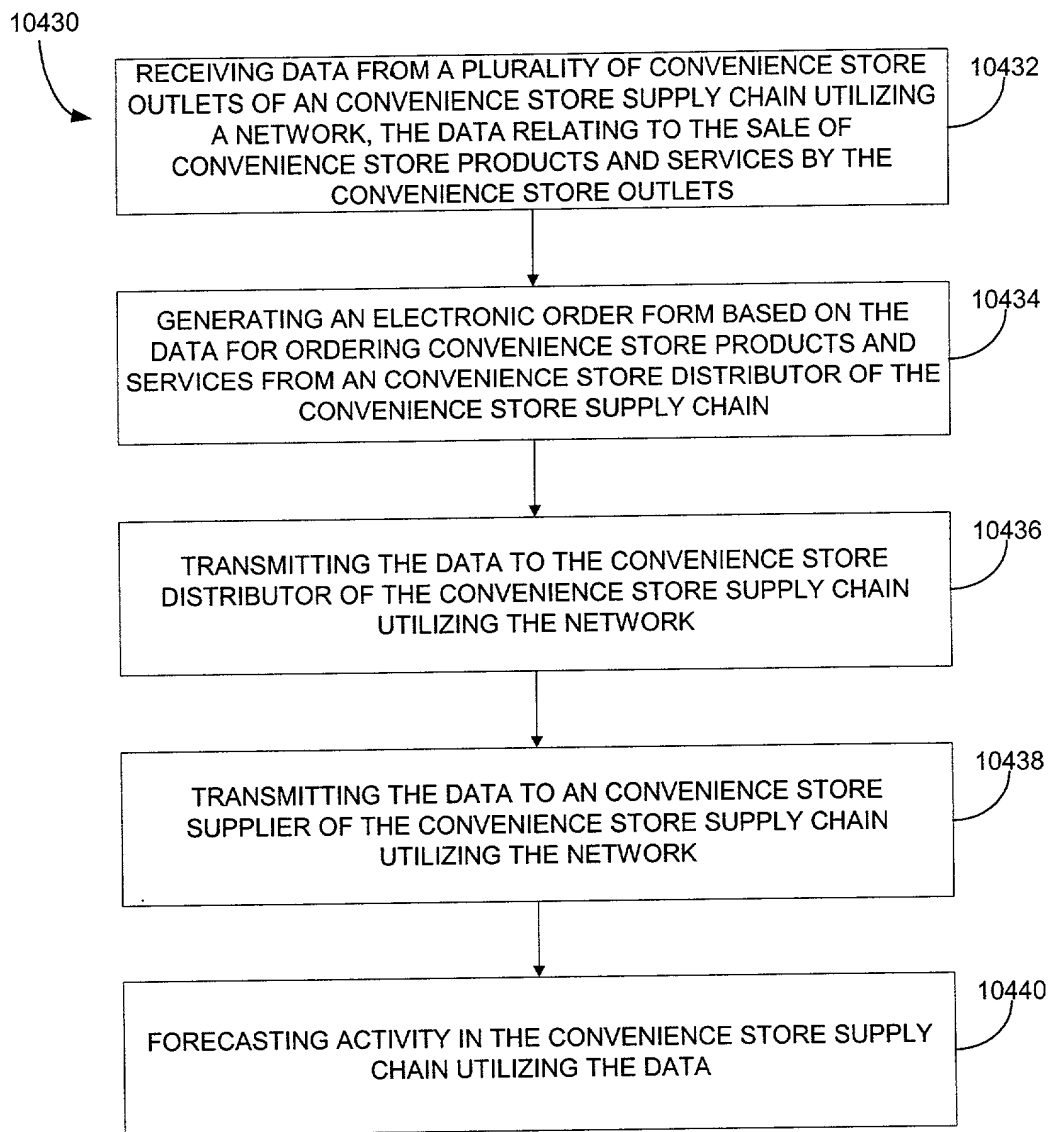 10430
RECEIVING DATA FROM A PLURALITY OF CONVENIENCE STORE
OUTLETS OF AN CONVENIENCE STORE SUPPLY CHAIN UTILIZING
A NETWORK, THE DATA RELATING TO THE SALE OF
CONVENIENCE STORE PRODUCTS AND SERVICES BY THE
CONVENIENCE STORE OUTLETS
10432
GENERATING AN ELECTRONIC ORDER FORM BASED ON THE
DATA FOR ORDERING CONVENIENCE STORE PRODUCTS AND
SERVICES FROM AN CONVENIENCE STORE DISTRIBUTOR OF THE
CONVENIENCE STORE SUPPLY CHAIN
10434
TRANSMITTING THE DATA TO THE CONVENIENCE STORE
DISTRIBUTOR OF THE CONVENIENCE STORE SUPPLY CHAIN
UTILIZING THE NETWORK
10436
TRANSMITTING THE DATA TO AN CONVENIENCE STORE
SUPPLIER OF THE CONVENIENCE STORE SUPPLY CHAIN
UTILIZING THE NETWORK
10438
FORECASTING ACTIVITY IN THE CONVENIENCE STORE SUPPLY
CHAIN UTILIZING THE DATA
10440